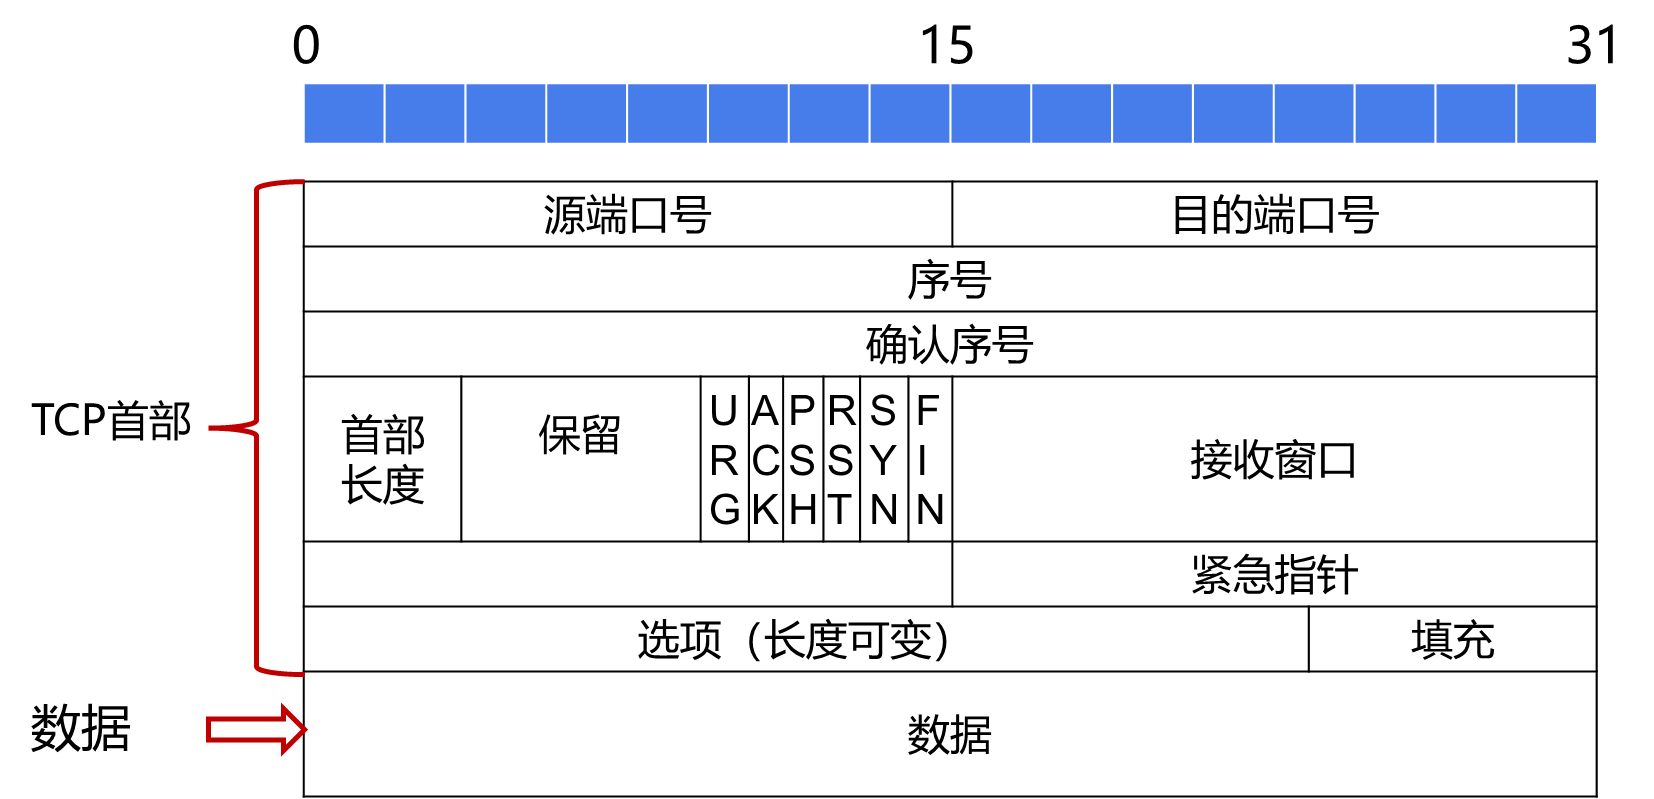 0 15 31
源端口号 目的端口号
序号
确认序号
TCP首部
首部
长度
保留
URG
ACK
PSH
RST
SYN
FIN
接收窗口
紧急指针
选项（长度可变） 填充
数据
数据